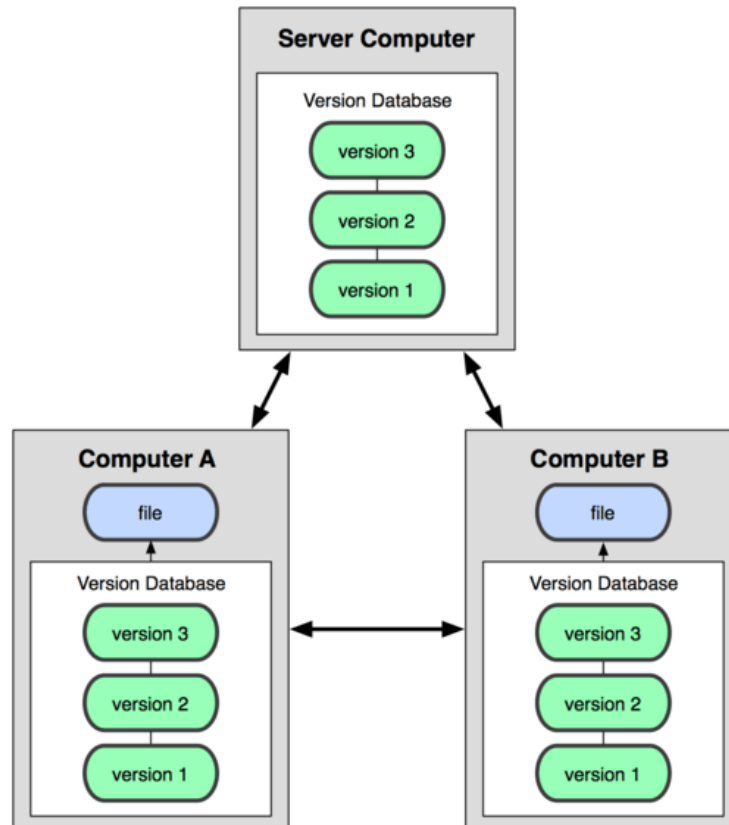 Server Computer
Version Database
version 3
version 2
version 1
Computer A
file
Version Database
version 3
version 2
version 1
Computer B
file
Version Database
version 3
version 2
version 1